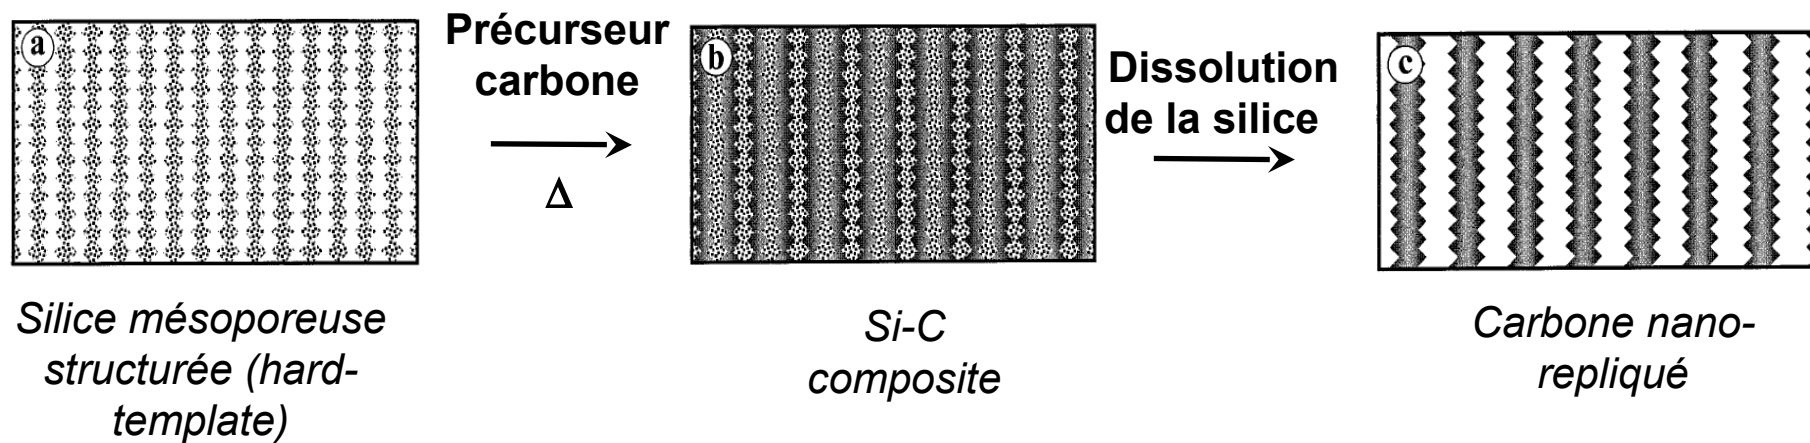 a
Précurseur
carbone
Δ
b
Dissolution
de la silice
c
Silice mésoporeuse
structurée (hard-
template)
Si-C
composite
Carbone nano-
repliqué